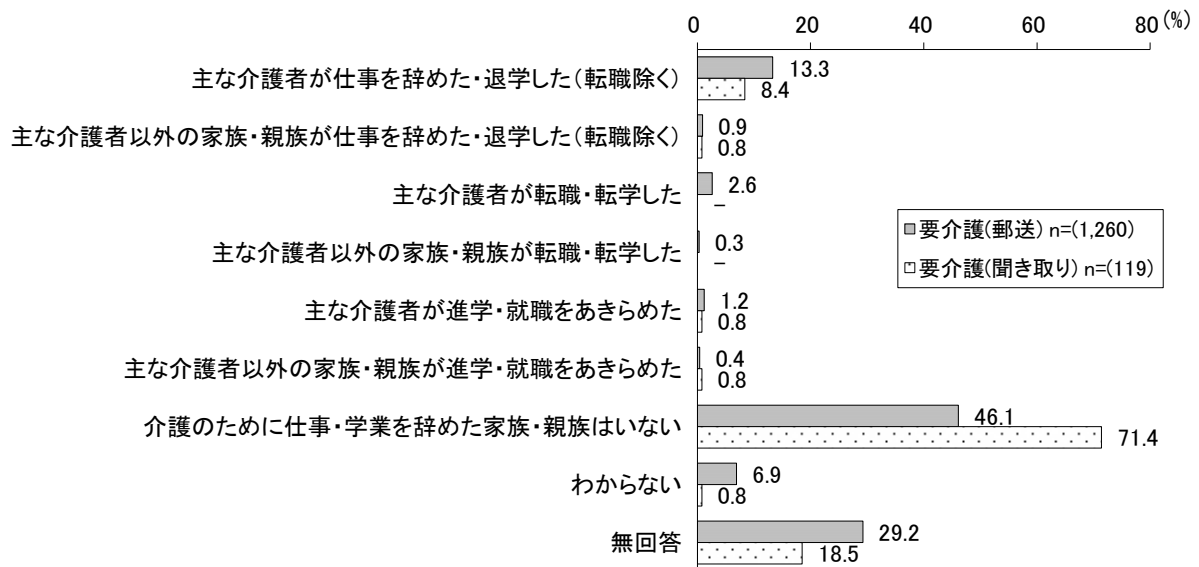 0 20 40 60 80 (%)
主な介護者が仕事を辞めた・退学した(転職除く) 13.3
8.4
主な介護者以外の家族・親族が仕事を辞めた・退学した(転職除く) 0.9
0.8
主な介護者が転職・転学した 2.6
–
主な介護者以外の家族・親族が転職・転学した 0.3
–
要介護(郵送) n=(1,260)
要介護(聞き取り) n=(119)
主な介護者が進学・就職をあきらめた 1.2
0.8
主な介護者以外の家族・親族が進学・就職をあきらめた 0.4
0.8
介護のために仕事・学業を辞めた家族・親族はいない 46.1
71.4
わからない 6.9
0.8
無回答 29.2
18.5